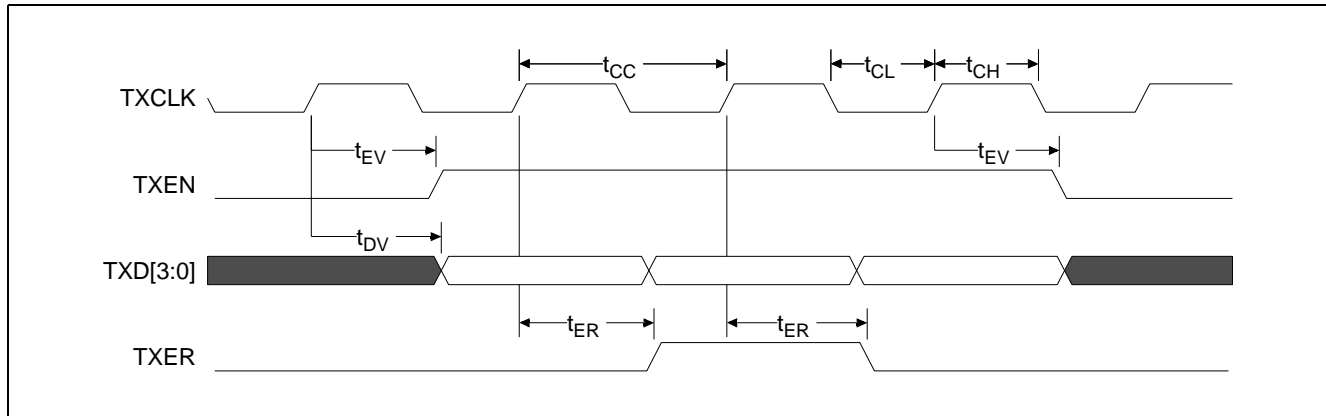 t_CC
t_CL
t_CH
TXCLK
t_EV
t_EV
TXEN
t_DV
TXD[3:0]
t_ER
t_ER
TXER